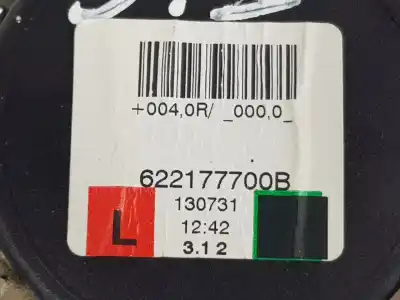 +004,0R/ _000,0_
622177700B
130731
L
12:42
3.1 2